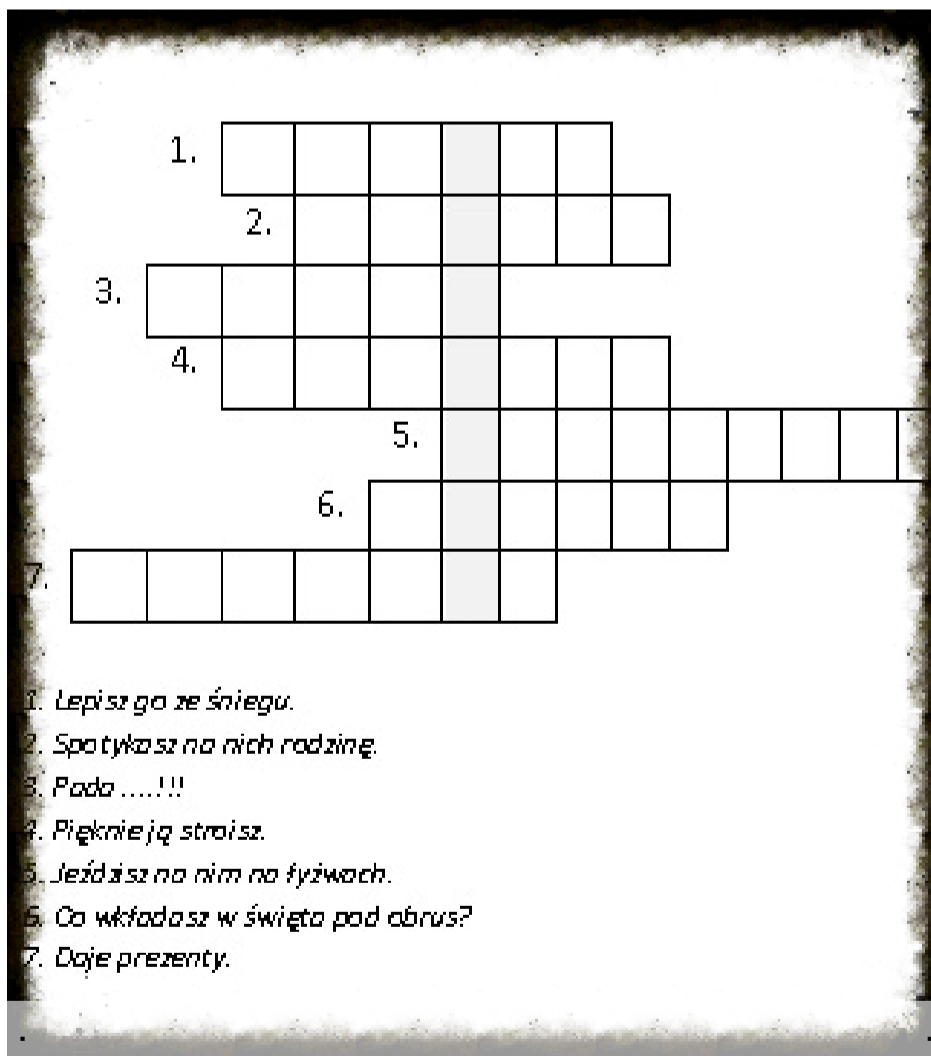 1.
2.
3.
4.
5.
6.
7.
1. Lepisz go ze śniegu.
2. Spotykasz na nich rodzinę.
3. Pada ....!!!
4. Pięknie ją stroisz.
5. Jeździsz na nim na łyżwach.
6. Co wkładasz w święta pod obrus?
7. Daje prezenty.